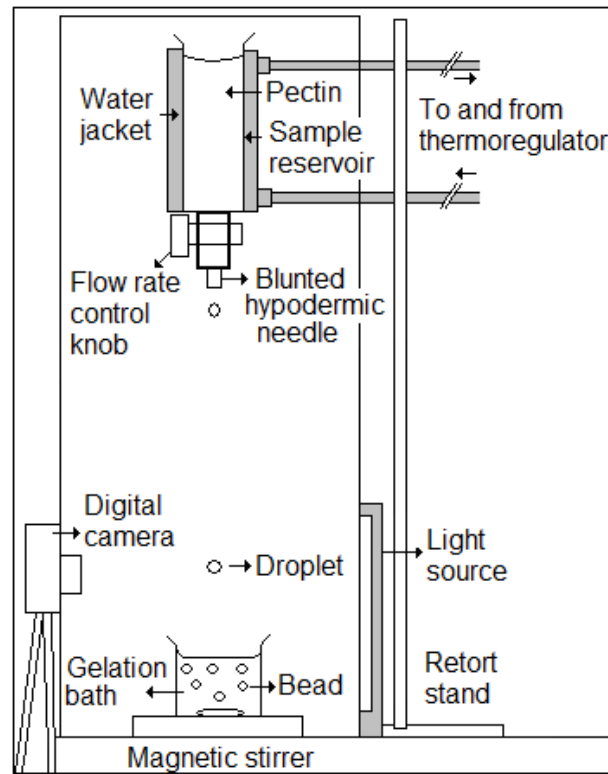 Water
jacket
Pectin
Sample
reservoir
To and from
thermoregulator
Flow rate
control
knob
Blunted
hypodermic
needle
Digital
camera
Droplet
Light
source
Gelation
bath
Bead
Retort
stand
Magnetic stirrer